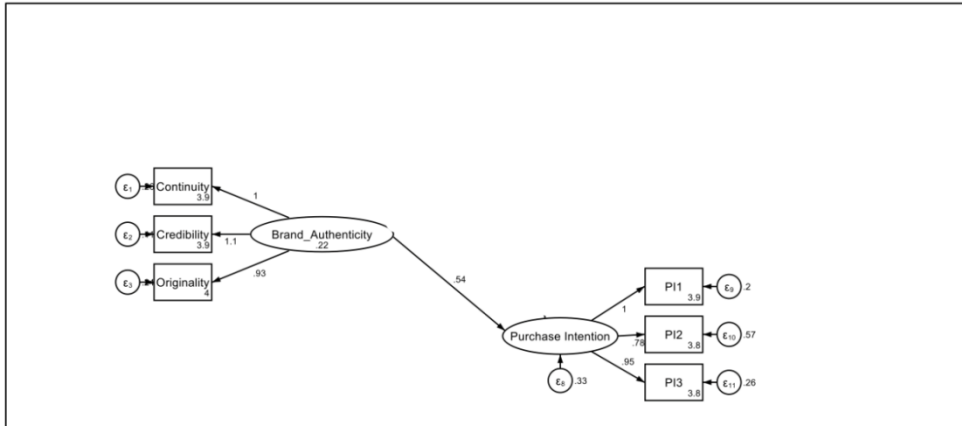 ε1
Continuity
3.9
1
ε2
Credibility
3.9
1.1
Brand_Authenticity
.22
ε3
Originality
4
.93
.54
PI1
3.9
ε9
.2
1
Purchase Intention
PI2
3.8
ε10
.57
.78
.95
ε8
.33
PI3
3.8
ε11
.26